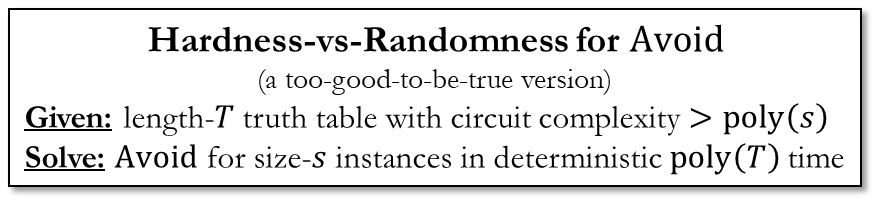 Hardness-vs-Randomness for Avoid
(a too-good-to-be-true version)
Given: length-T truth table with circuit complexity > poly(s)
Solve: Avoid for size-s instances in deterministic poly(T) time